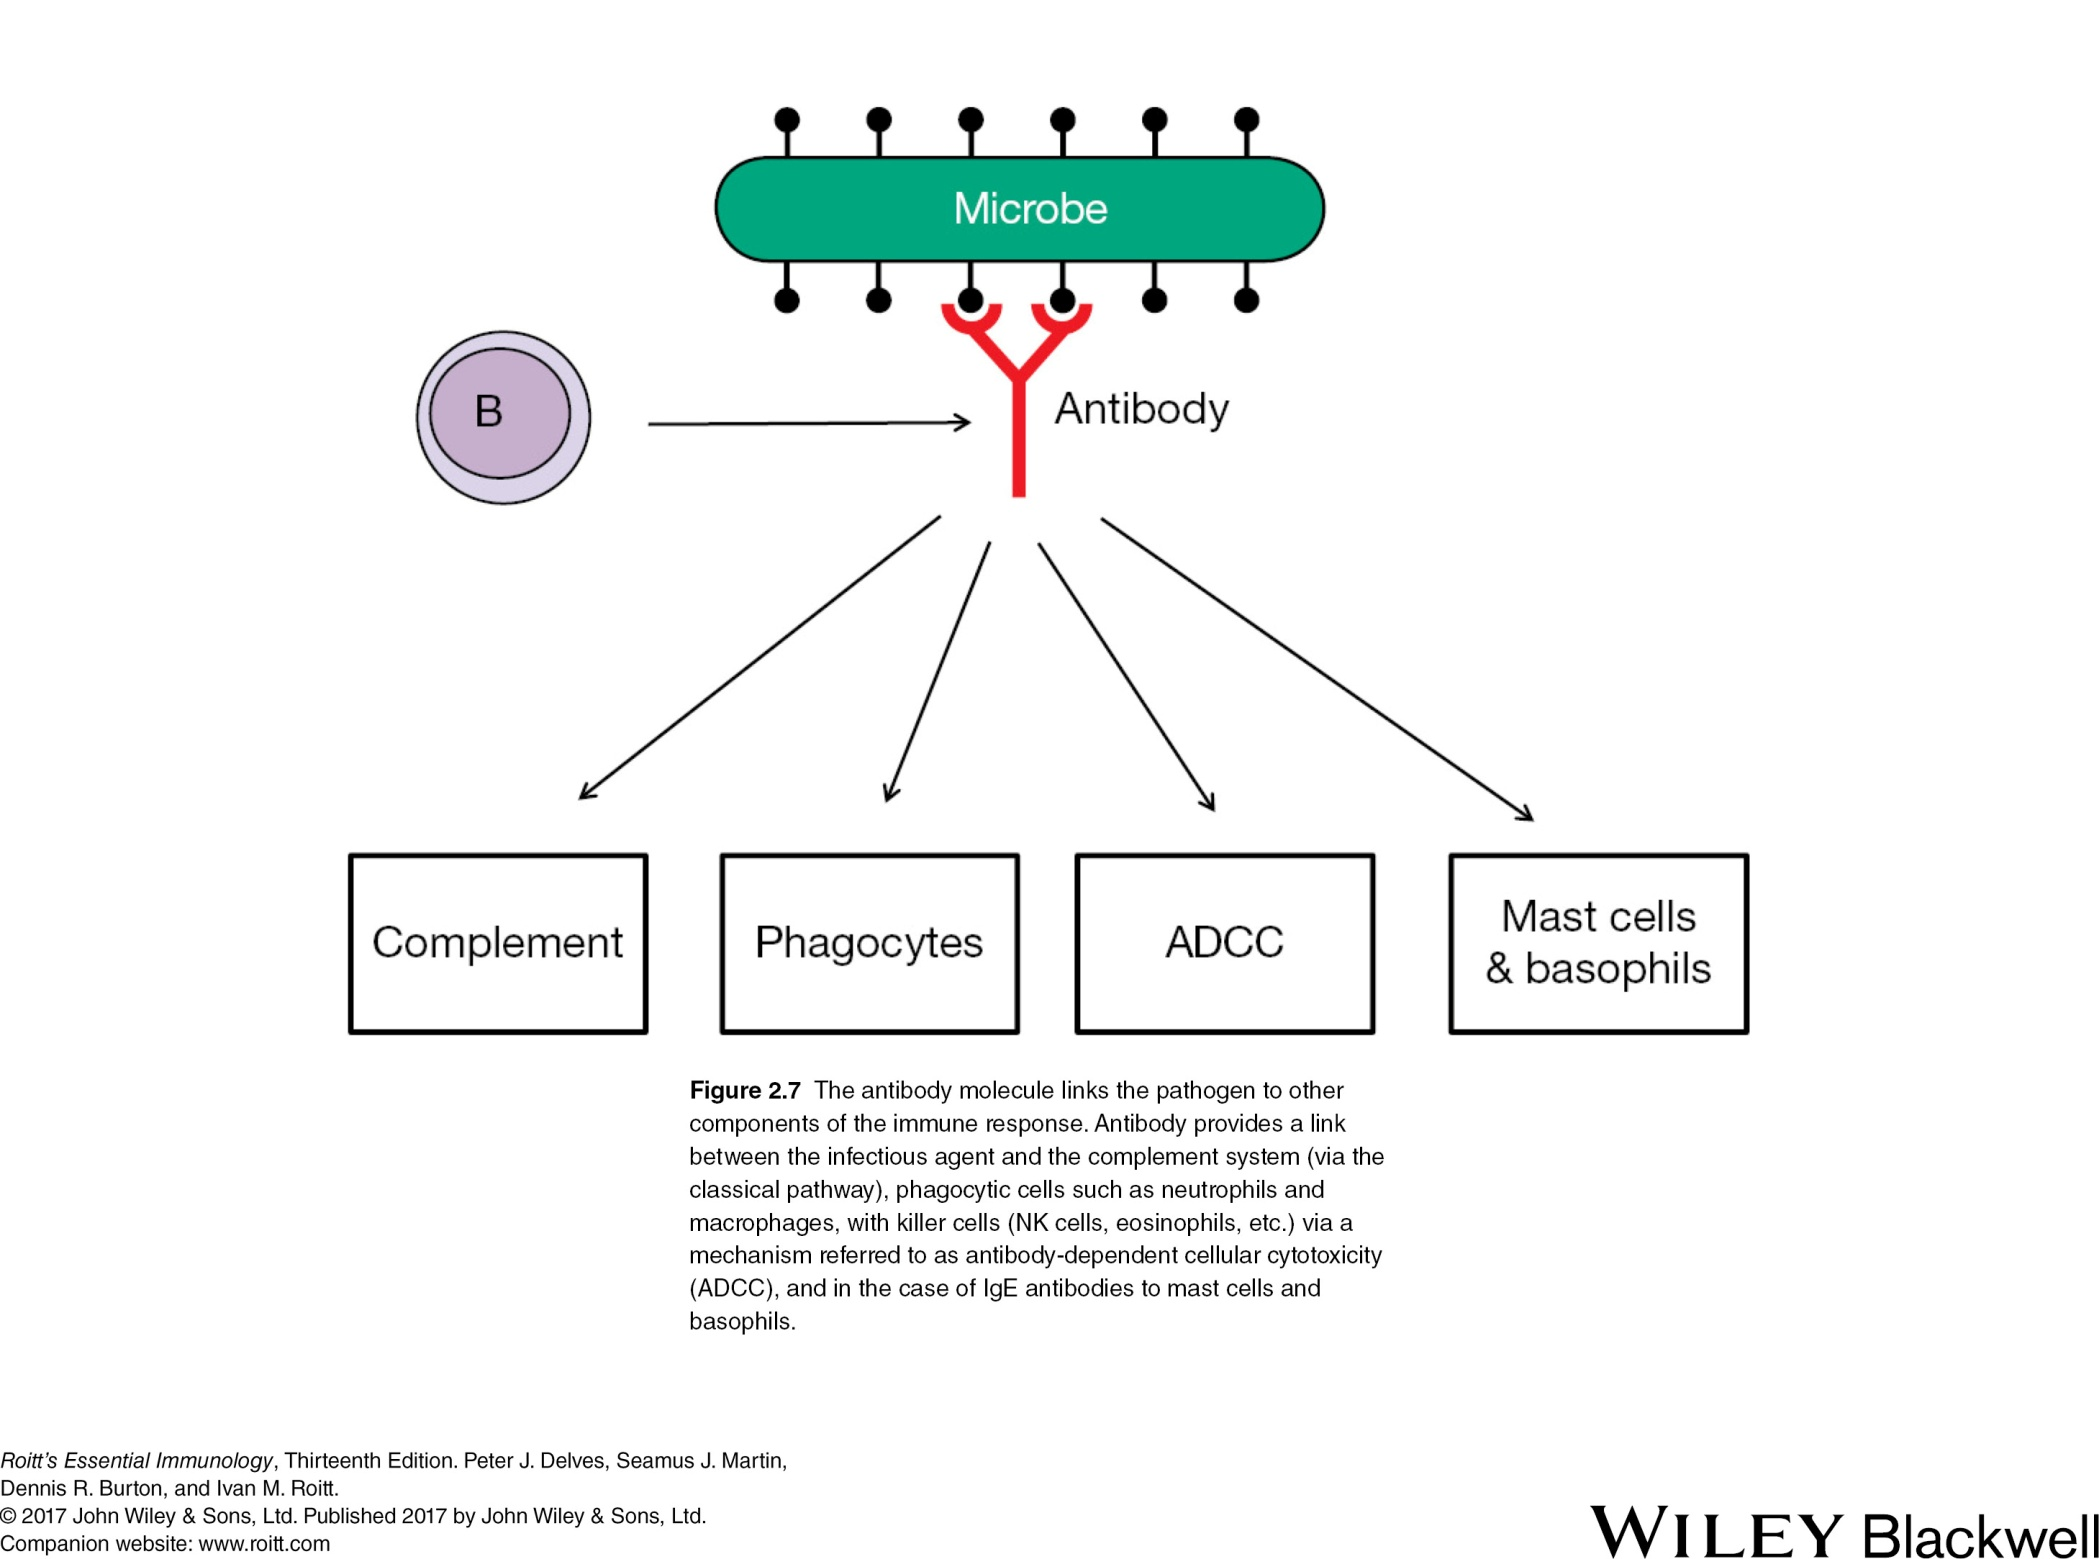 Microbe
B
Antibody
Complement
Phagocytes
ADCC
Mast cells
& basophils
Figure 2.7 The antibody molecule links the pathogen to other
components of the immune response. Antibody provides a link
between the infectious agent and the complement system (via the
classical pathway), phagocytic cells such as neutrophils and
macrophages, with killer cells (NK cells, eosinophils, etc.) via a
mechanism referred to as antibody-dependent cellular cytotoxicity
(ADCC), and in the case of IgE antibodies to mast cells and
basophils.
Roitt's Essential Immunology, Thirteenth Edition. Peter J. Delves, Seamus J. Martin,
Dennis R. Burton, and Ivan M. Roitt.
© 2017 John Wiley & Sons, Ltd. Published 2017 by John Wiley & Sons, Ltd.
Companion website: www.roitt.com
WILEY Blackwell